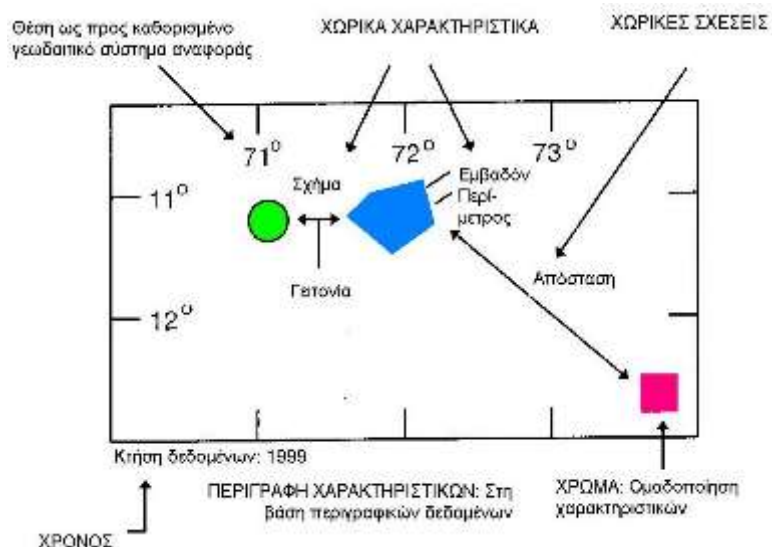 Θέση ως προς καθορισμένο
γεωδαιτικό σύστημα αναφοράς
ΧΩΡΙΚΑ ΧΑΡΑΚΤΗΡΙΣΤΙΚΑ
ΧΩΡΙΚΕΣ ΣΧΕΣΕΙΣ
71°
72°
73°
11°
12°
Σχήμα
Εμβαδόν
Περί-
μετρος
Γειτονία
Απόσταση
Κτήση δεδομένων: 1999
ΠΕΡΙΓΡΑΦΗ ΧΑΡΑΚΤΗΡΙΣΤΙΚΩΝ: Στη
βάση περιγραφικών δεδομένων
ΧΡΩΜΑ: Ομαδοποίηση
χαρακτηριστικών
ΧΡΟΝΟΣ